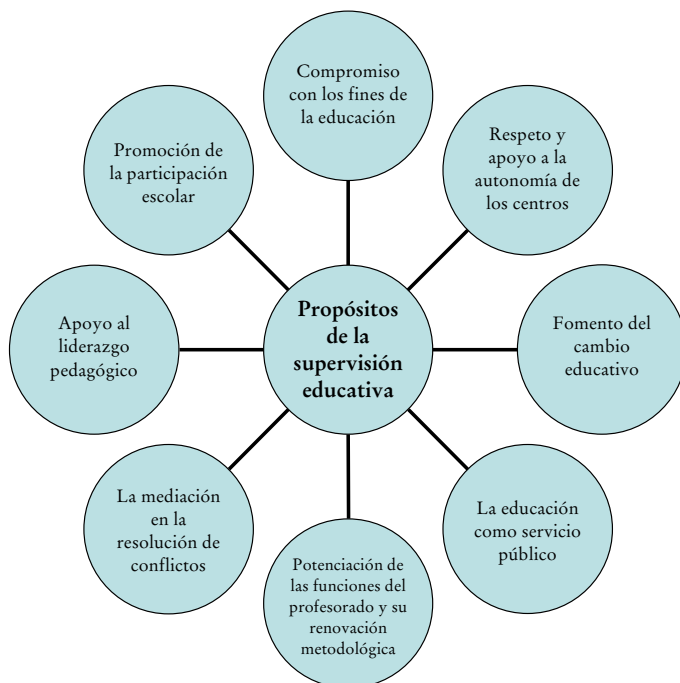 Compromiso
con los fines de
la educación
Respeto y
apoyo a la
autonomía de
los centros
Fomento del
cambio
educativo
La educación
como servicio
público
Potenciación de
las funciones del
profesorado y su
renovación
metodológica
La mediación
en la
resolución de
conflictos
Apoyo al
liderazgo
pedagógico
Promoción de
la participación
escolar
Propósitos
de la
supervisión
educativa